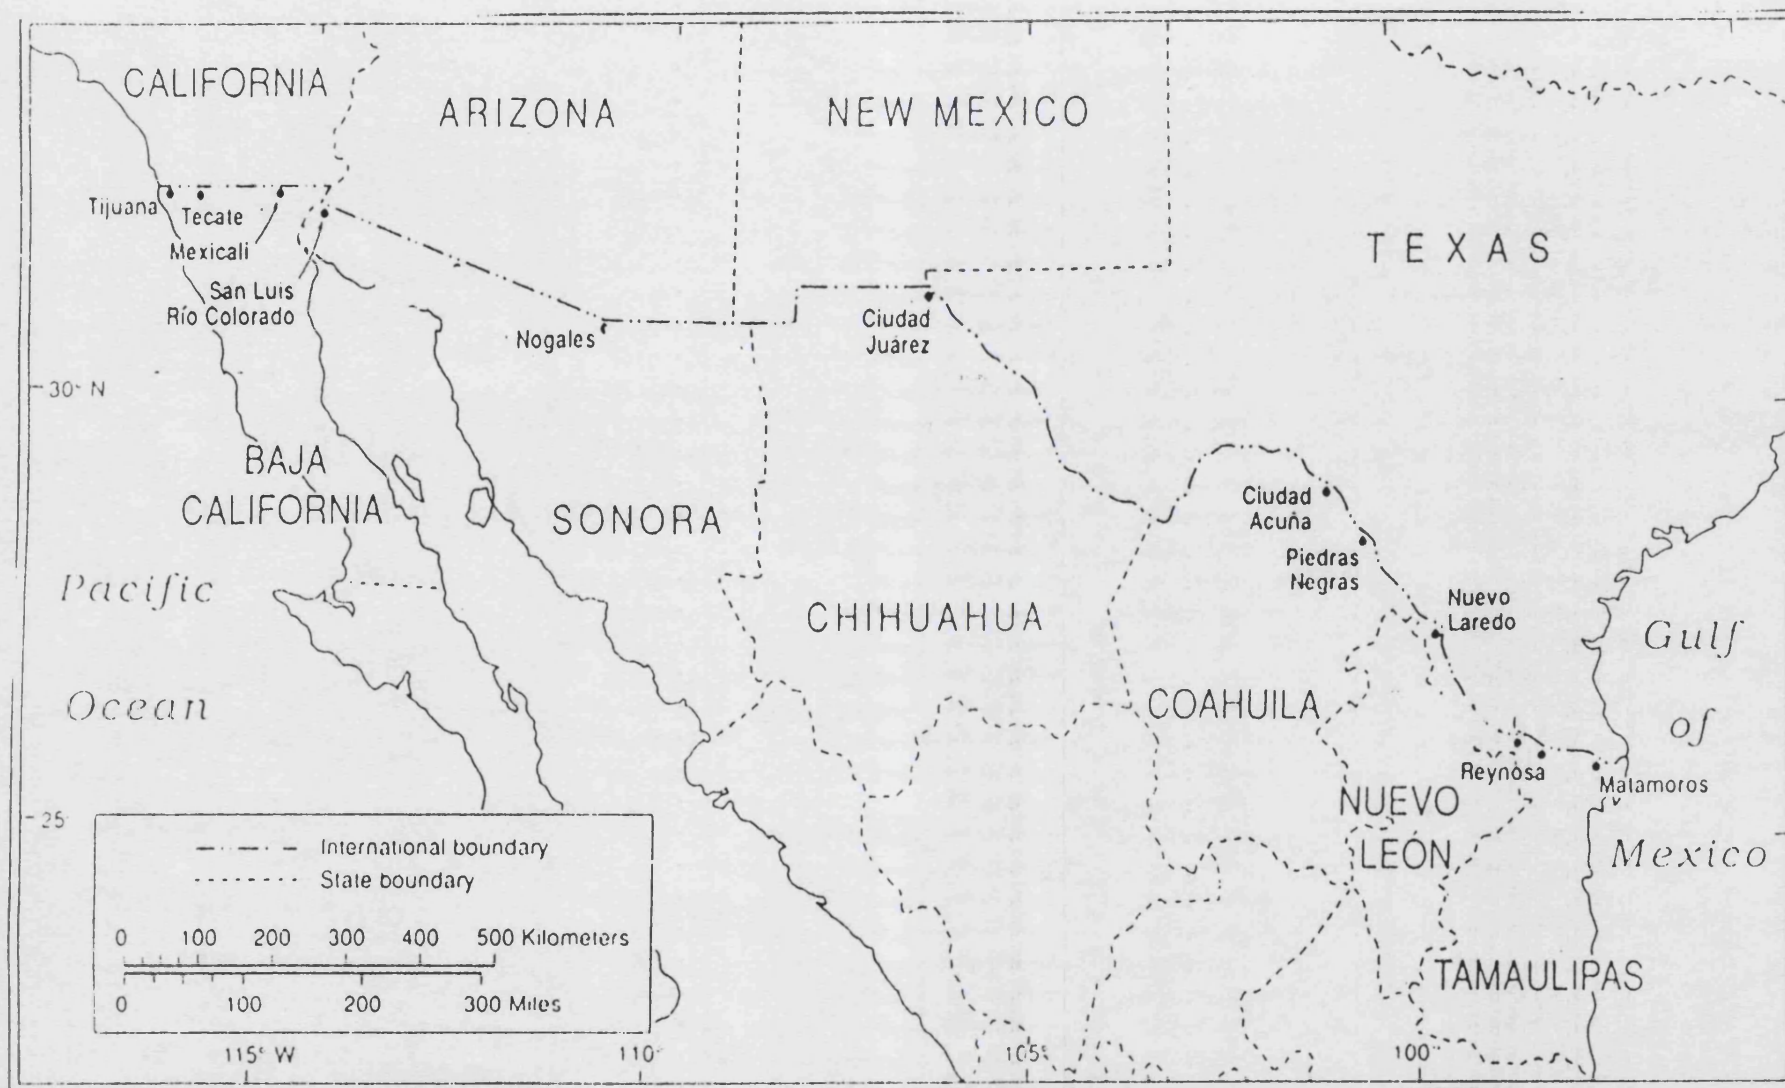 CALIFORNIA
ARIZONA
NEW MEXICO
TEXAS
Tijuana
Tecate
Mexicali
San Luis
Río Colorado
Nogales
Ciudad
Juárez
30° N
BAJA
CALIFORNIA
SONORA
Ciudad
Acuña
Piedras
Negras
Nuevo
Laredo
CHIHUAHUA
COAHUILA
Pacific
Ocean
Gulf
of
Mexico
Reynosa
Matamoros
NUEVO
LEÓN
TAMAULIPAS
25°
International boundary
State boundary
0 100 200 300 400 500 Kilometers
0 100 200 300 Miles
115° W
110°
105°
100°